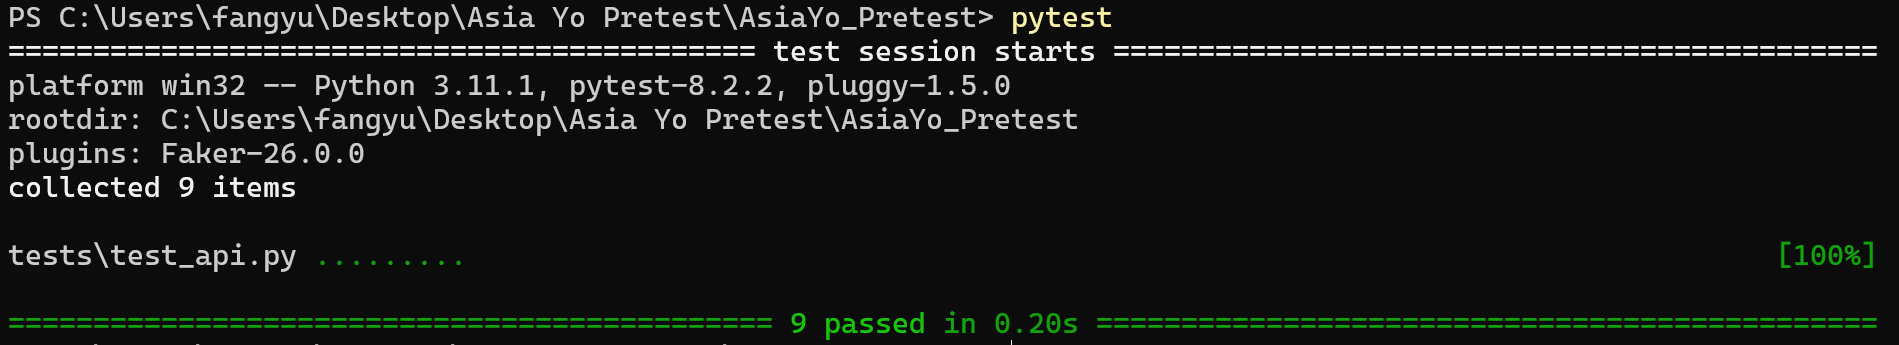 PS C:\Users\fangyu\Desktop\Asia Yo Pretest\AsiaYo_Pretest> pytest
============================================ test session starts =============================================
platform win32 -- Python 3.11.1, pytest-8.2.2, pluggy-1.5.0
rootdir: C:\Users\fangyu\Desktop\Asia Yo Pretest\AsiaYo_Pretest
plugins: Faker-26.0.0
collected 9 items
tests\test_api.py ......... [100%]
============================================= 9 passed in 0.20s ==============================================